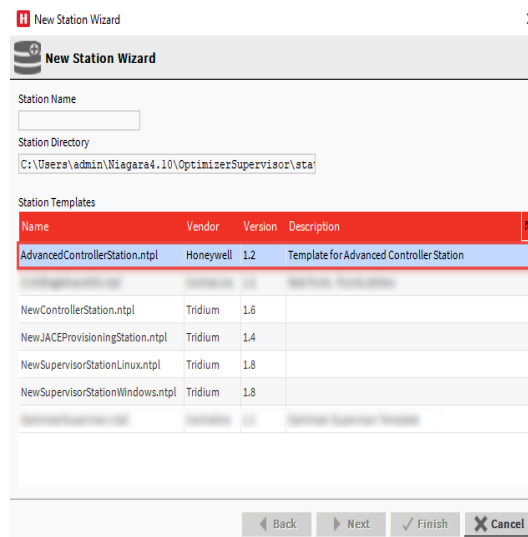 H New Station Wizard
New Station Wizard
Station Name
Station Directory
C:\Users\admin\Niagara4.10\OptimizerSupervisor\sta
Station Templates
Name Vendor Version Description
AdvancedControllerStation.ntpl Honeywell 1.2 Template for Advanced Controller Station
NewControllerStation.ntpl Tridium 1.6
NewJACEProvisioningStation.ntpl Tridium 1.4
NewSupervisorStationLinux.ntpl Tridium 1.8
NewSupervisorStationWindows.ntpl Tridium 1.8
Back Next Finish Cancel